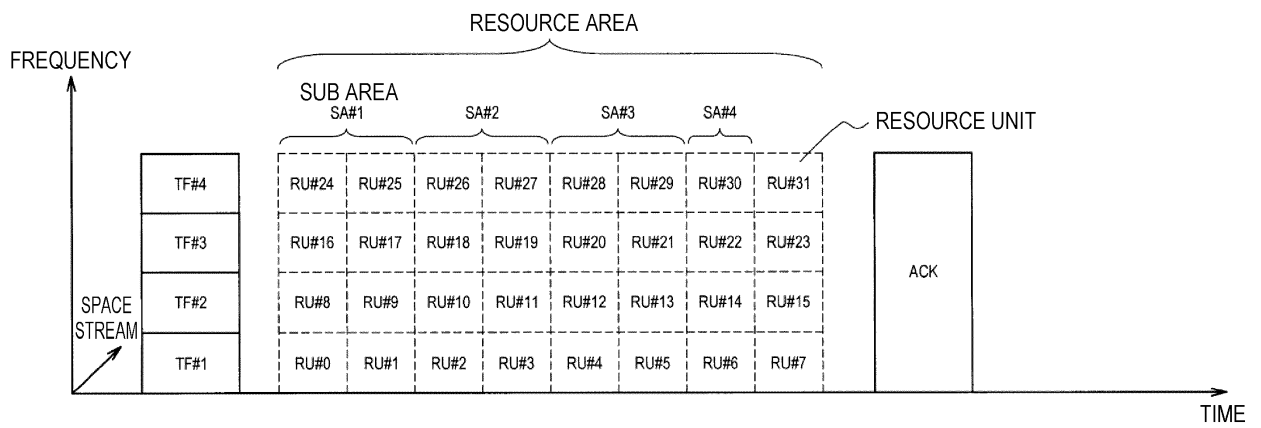 RESOURCE AREA
FREQUENCY
SUB AREA
SA#1 SA#2 SA#3 SA#4
RESOURCE UNIT
TF#4 RU#24 RU#25 RU#26 RU#27 RU#28 RU#29 RU#30 RU#31
TF#3 RU#16 RU#17 RU#18 RU#19 RU#20 RU#21 RU#22 RU#23
ACK
SPACE
STREAM
TF#2 RU#8 RU#9 RU#10 RU#11 RU#12 RU#13 RU#14 RU#15
TF#1 RU#0 RU#1 RU#2 RU#3 RU#4 RU#5 RU#6 RU#7
TIME